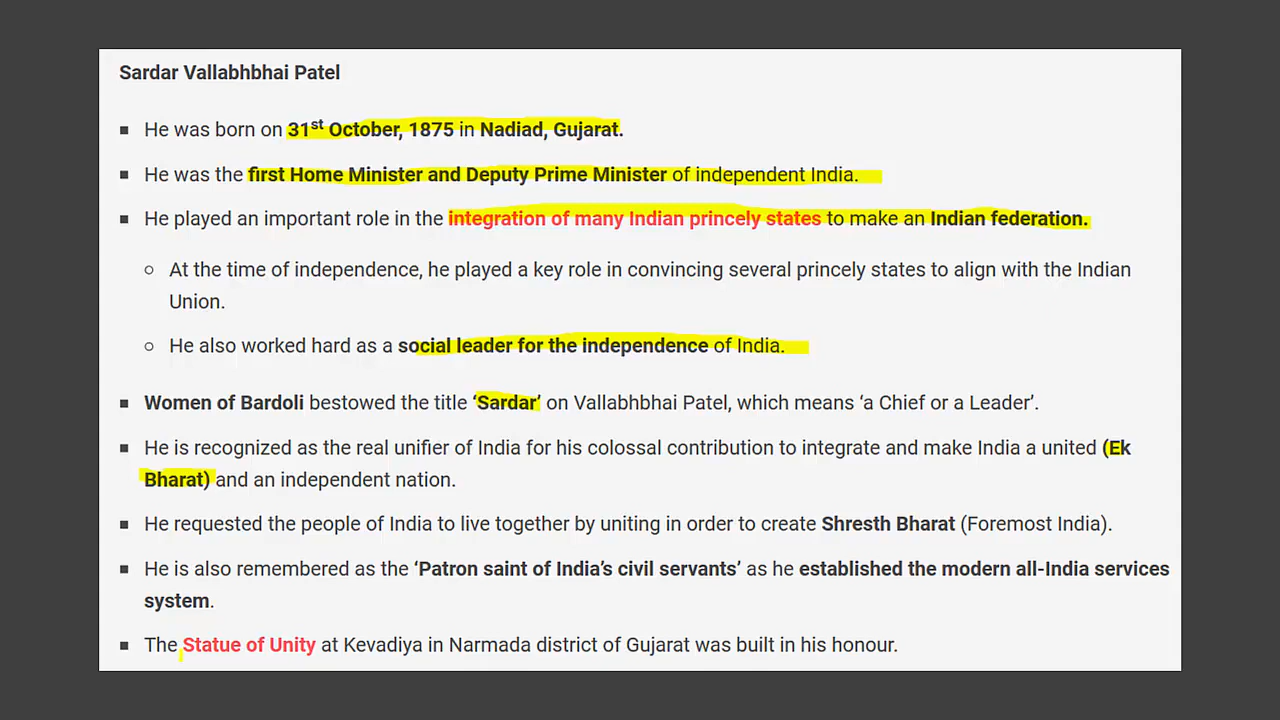 Sardar Vallabhbhai Patel
▪ He was born on 31st October, 1875 in Nadiad, Gujarat.
▪ He was the first Home Minister and Deputy Prime Minister of independent India.
▪ He played an important role in the integration of many Indian princely states to make an Indian federation.
○ At the time of independence, he played a key role in convincing several princely states to align with the Indian
Union.
○ He also worked hard as a social leader for the independence of India.
▪ Women of Bardoli bestowed the title ‘Sardar’ on Vallabhbhai Patel, which means ‘a Chief or a Leader’.
▪ He is recognized as the real unifier of India for his colossal contribution to integrate and make India a united (Ek
Bharat) and an independent nation.
▪ He requested the people of India to live together by uniting in order to create Shresth Bharat (Foremost India).
▪ He is also remembered as the ‘Patron saint of India’s civil servants’ as he established the modern all-India services
system.
▪ The Statue of Unity at Kevadiya in Narmada district of Gujarat was built in his honour.